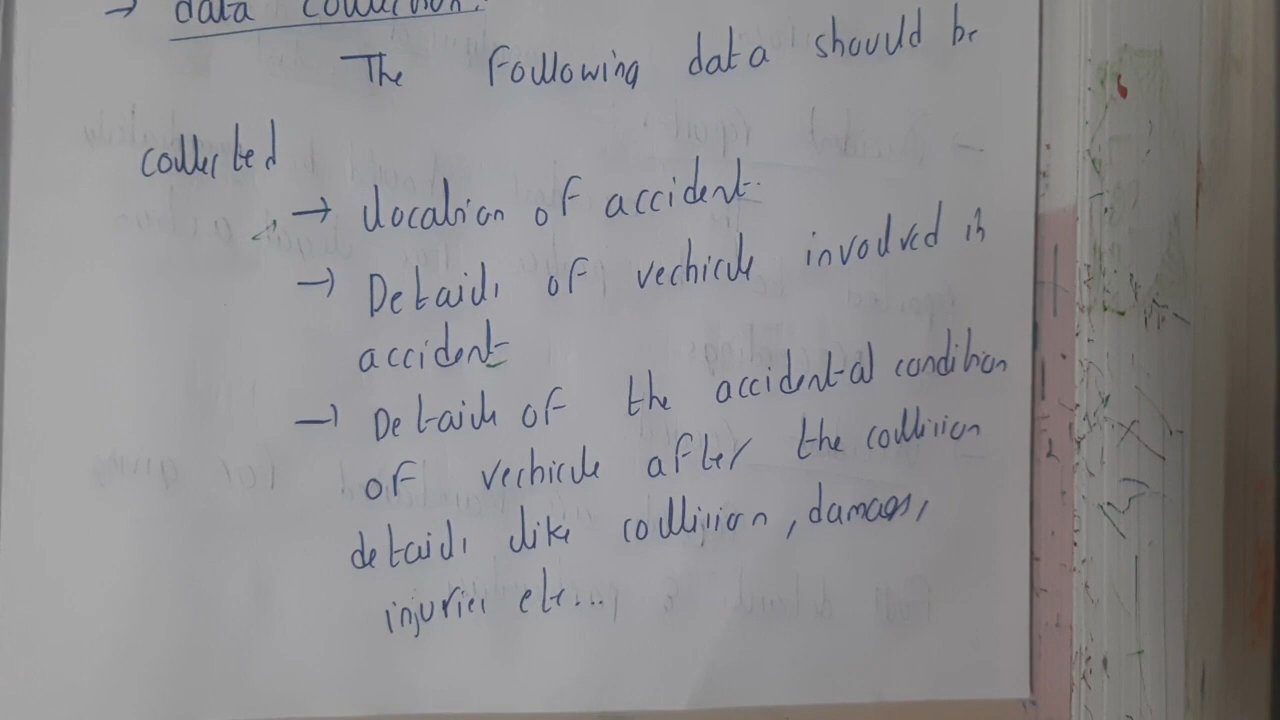 → data collection:
The Following data should be
collected
→ location of accident.
→ Details of vechicle involved in
accident
→ Details of the accidental condition
of vechicle after the collision
details like collision, damages,
injuries etc...